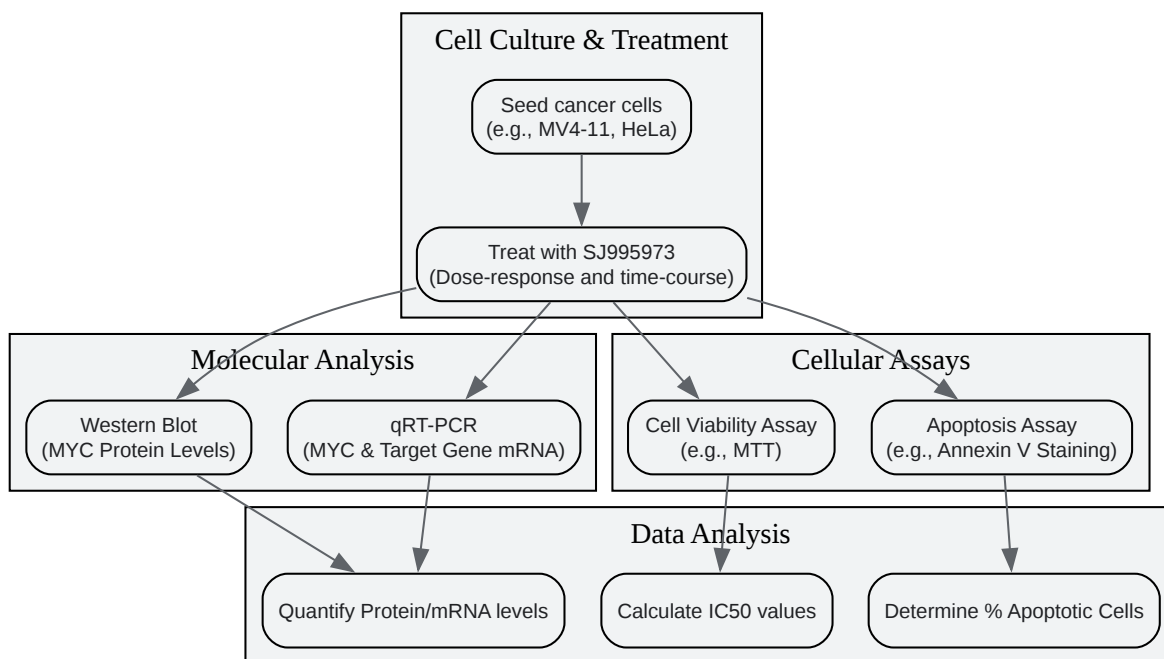 Cell Culture & Treatment
Seed cancer cells
(e.g., MV4-11, HeLa)
Treat with SJ995973
(Dose-response and time-course)
Molecular Analysis
Western Blot
(MYC Protein Levels)
qRT-PCR
(MYC & Target Gene mRNA)
Cellular Assays
Cell Viability Assay
(e.g., MTT)
Apoptosis Assay
(e.g., Annexin V Staining)
Data Analysis
Quantify Protein/mRNA levels
Calculate IC50 values
Determine % Apoptotic Cells